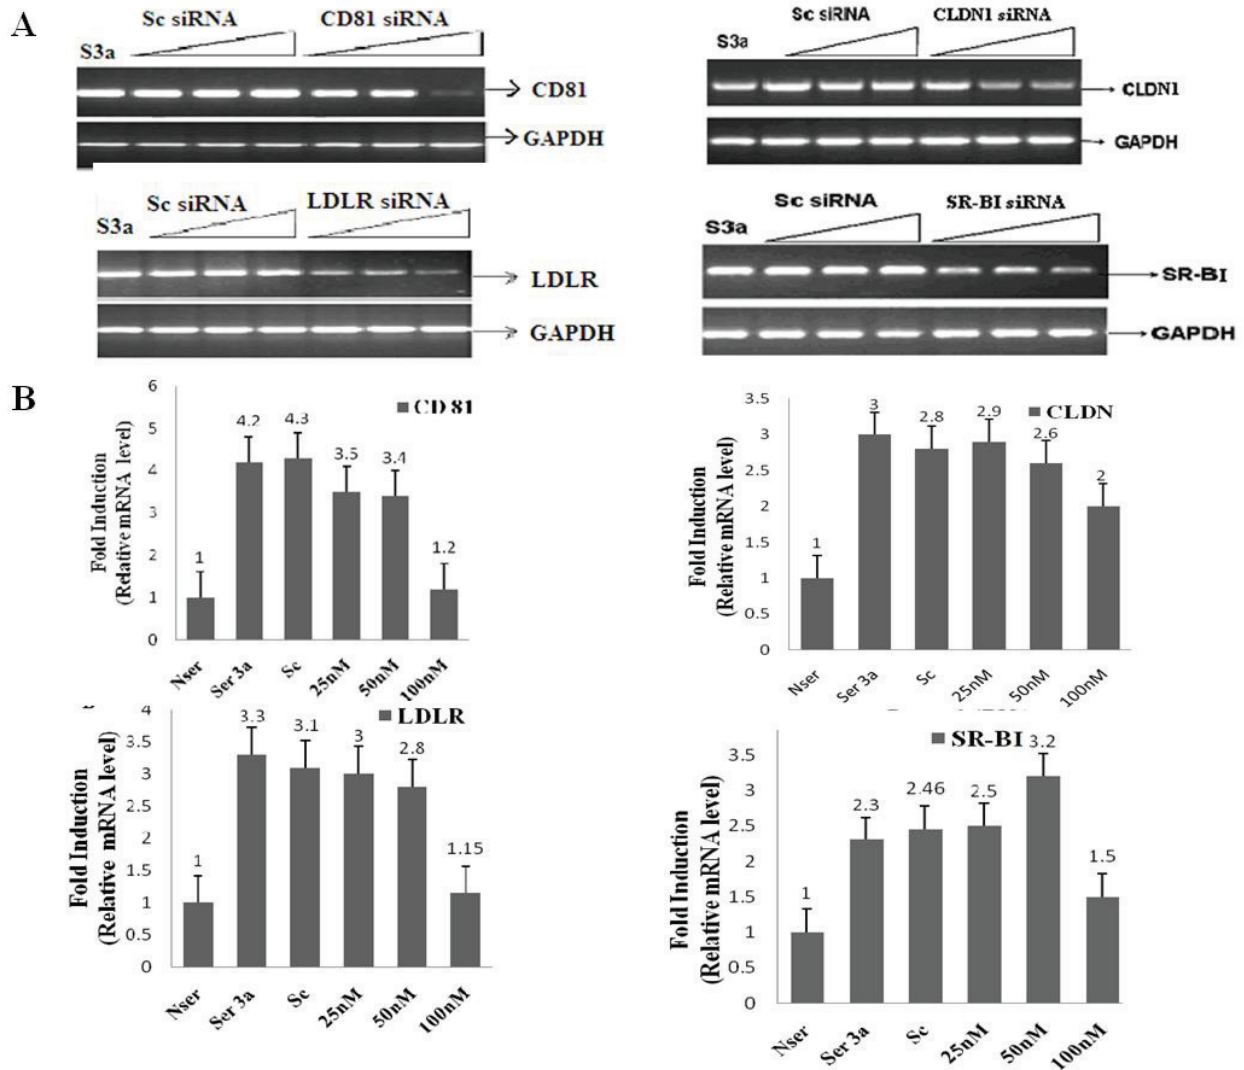 A
Sc siRNA CD81 siRNA
S3a
CD81
GAPDH
Sc siRNA CLDN1 siRNA
S3a
CLDN1
GAPDH
Sc siRNA LDLR siRNA
S3a
LDLR
GAPDH
Sc siRNA SR-BI siRNA
S3a
SR-BI
GAPDH
B
CD 81
Fold Induction
(Relative mRNA level)
6
5
4
3
2
1
0
1 4.2 4.3 3.5 3.4 1.2
Nser Ser 3a Sc 25nM 50nM 100nM
CLDN
Fold Induction
(Relative mRNA level)
3.5
3
2.5
2
1.5
1
0.5
0
1 3 2.8 2.9 2.6 2
Nser Ser 3a Sc 25nM 50nM 100nM
LDLR
Fold Induction
(Relative mRNA level)
4
3.5
3
2.5
2
1.5
1
0.5
0
1 3.3 3.1 3 2.8 1.15
Nser Ser 3a Sc 25nM 50nM 100nM
SR-BI
Fold Induction
(Relative mRNA level)
3.5
3
2.5
2
1.5
1
0.5
0
1 2.3 2.46 2.5 3.2 1.5
Nser Ser 3a Sc 25nM 50nM 100nM